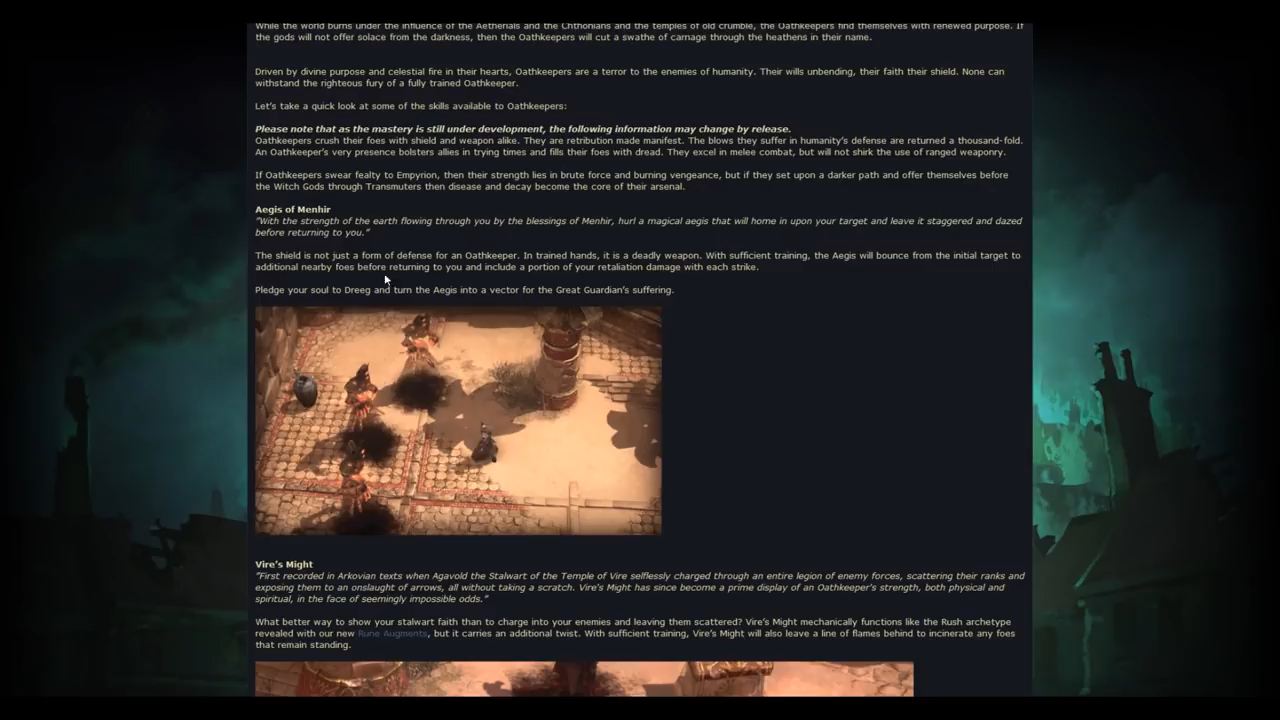 While the world burns under the influence of the Aetherials and the Chthonians and the temples of old crumble, the Oathkeepers find themselves with renewed purpose. If
the gods will not offer solace from the darkness, then the Oathkeepers will cut a swathe of carnage through the heathens in their name.
Driven by divine purpose and celestial fire in their hearts, Oathkeepers are a terror to the enemies of humanity. Their wills unbending, their faith their shield. None can
withstand the righteous fury of a fully trained Oathkeeper.
Let's take a quick look at some of the skills available to Oathkeepers:
Please note that as the mastery is still under development, the following information may change by release.
Oathkeepers crush their foes with shield and weapon alike. They are retribution made manifest. The blows they suffer in humanity's defense are returned a thousand-fold.
An Oathkeeper's very presence bolsters allies in trying times and fills their foes with dread. They excel in melee combat, but will not shirk the use of ranged weaponry.
If Oathkeepers swear fealty to Empyrion, then their strength lies in brute force and burning vengeance, but if they set upon a darker path and offer themselves before
the Witch Gods through Transmuters then disease and decay become the core of their arsenal.
Aegis of Menhir
"With the strength of the earth flowing through you by the blessings of Menhir, hurl a magical aegis that will home in upon your target and leave it staggered and dazed
before returning to you."
The shield is not just a form of defense for an Oathkeeper. In trained hands, it is a deadly weapon. With sufficient training, the Aegis will bounce from the initial target to
additional nearby foes before returning to you and include a portion of your retaliation damage with each strike.
Pledge your soul to Dreeg and turn the Aegis into a vector for the Great Guardian's suffering.
Vire's Might
"First recorded in Arkovian texts when Agavold the Stalwart of the Temple of Vire selflessly charged through an entire legion of enemy forces, scattering their ranks and
exposing them to an onslaught of arrows, all without taking a scratch. Vire's Might has since become a prime display of an Oathkeeper's strength, both physical and
spiritual, in the face of seemingly impossible odds."
What better way to show your stalwart faith than to charge into your enemies and leaving them scattered? Vire's Might mechanically functions like the Rush archetype
revealed with our new Rune Augments, but it carries an additional twist. With sufficient training, Vire's Might will also leave a line of flames behind to incinerate any foes
that remain standing.